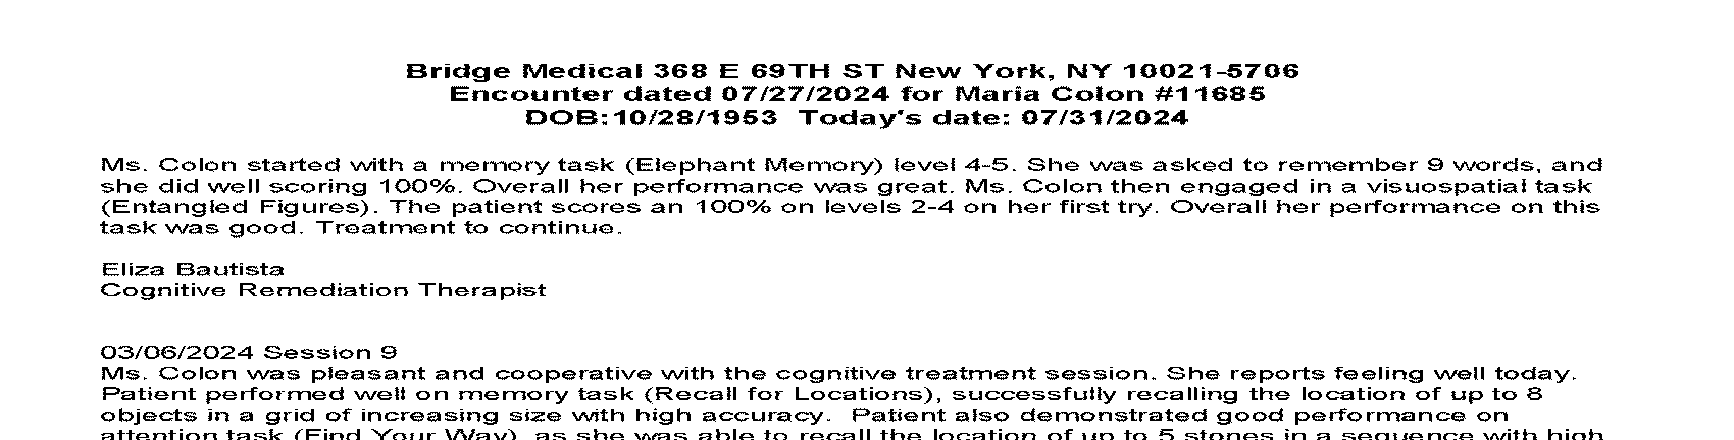 Bridge Medical 368 E 69TH ST New York, NY 10021-5706
Encounter dated 07/27/2024 for Maria Colon #11685
DOB:10/28/1953  Today's date: 07/31/2024
Ms. Colon started with a memory task (Elephant Memory) level 4-5. She was asked to remember 9 words, and
she did well scoring 100%. Overall her performance was great. Ms. Colon then engaged in a visuospatial task
(Entangled Figures). The patient scores an 100% on levels 2-4 on her first try. Overall her performance on this
task was good. Treatment to continue.
Eliza Bautista
Cognitive Remediation Therapist
03/06/2024 Session 9
Ms. Colon was pleasant and cooperative with the cognitive treatment session. She reports feeling well today.
Patient performed well on memory task (Recall for Locations), successfully recalling the location of up to 8
objects in a grid of increasing size with high accuracy.  Patient also demonstrated good performance on
attention task (Find Your Way), as she was able to recall the location of up to 5 stones in a sequence with high